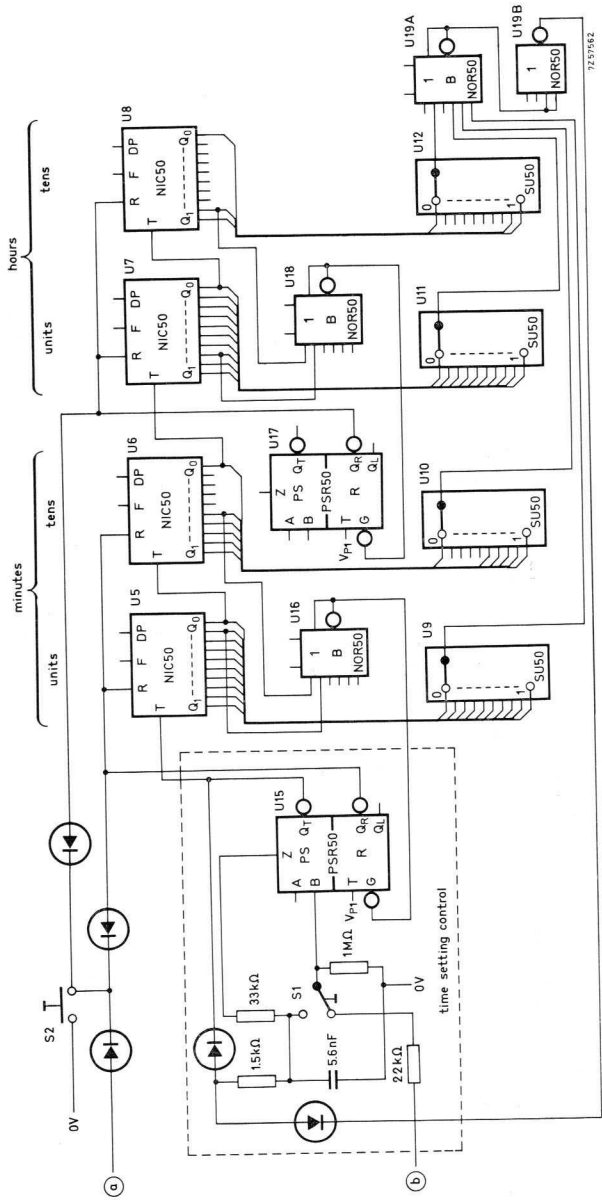 hours
minutes
tens
units
tens
units
U8
R F DP
NIC50
T
Q1 Q0
U7
R F DP
NIC50
T
Q1 Q0
U6
R F DP
NIC50
T
Q1 Q0
U5
R F DP
NIC50
T
Q1 Q0
S2
0V
a
U19A
1
B
NOR50
U19B
1
NOR50
U18
1
B
NOR50
U17
Z
A
PS
QT
B
PSR50
T
R
QR
G
QL
VP1
U16
1
B
NOR50
U15
Z
A
PS
QT
B
PSR50
T
R
QR
G
QL
VP1
U12
0
1
SU50
U11
0
1
SU50
U10
0
1
SU50
U9
0
1
SU50
33kΩ
1.5kΩ
S1
5.6nF
1MΩ
0V
22kΩ
b
time setting control
7Z57562